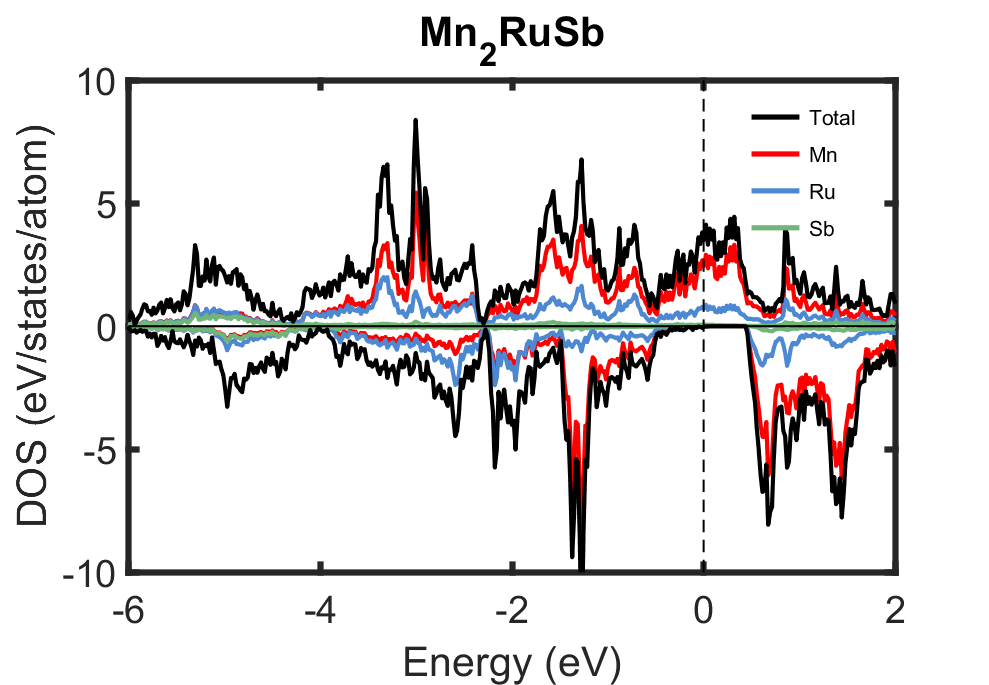 Mn₂RuSb
10
5
0
-5
-10
DOS (eV/states/atom)
Total
Mn
Ru
Sb
-6 -4 -2 0 2
Energy (eV)